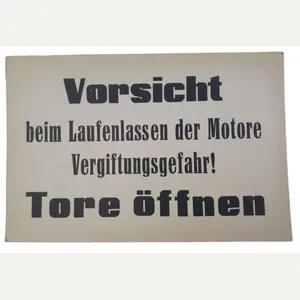 Vorsicht
beim Laufenlassen der Motore
Vergiftungsgefahr!
Tore öffnen